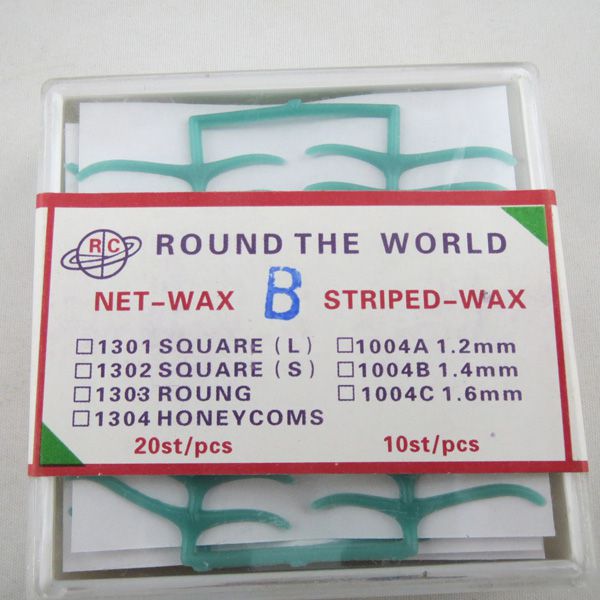 RC ROUND THE WORLD
NET-WAX B STRIPED-WAX
□1301 SQUARE (L) □1004A 1.2mm
□1302 SQUARE (S) □1004B 1.4mm
□1303 ROUNG □1004C 1.6mm
□1304 HONEYCOMS
20st/pcs 10st/pcs